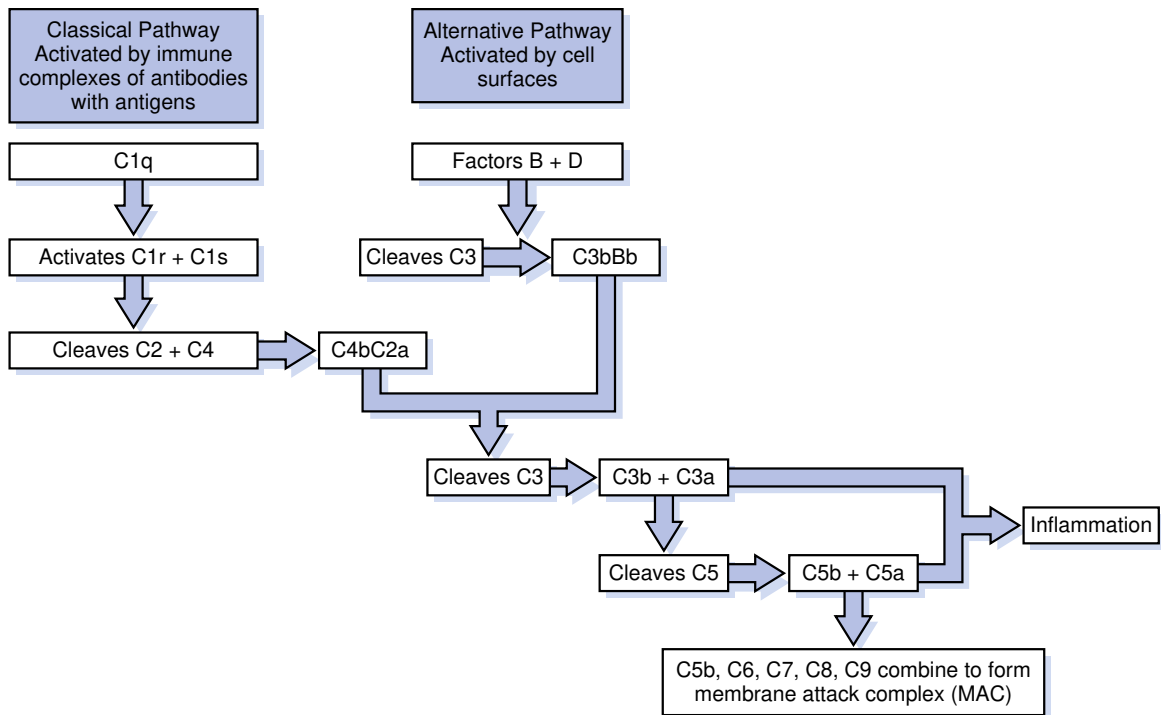 Classical Pathway
Activated by immune
complexes of antibodies
with antigens
Alternative Pathway
Activated by cell
surfaces
C1q
Factors B + D
Activates C1r + C1s
Cleaves C3
C3bBb
Cleaves C2 + C4
C4bC2a
Cleaves C3
C3b + C3a
Inflammation
Cleaves C5
C5b + C5a
C5b, C6, C7, C8, C9 combine to form
membrane attack complex (MAC)